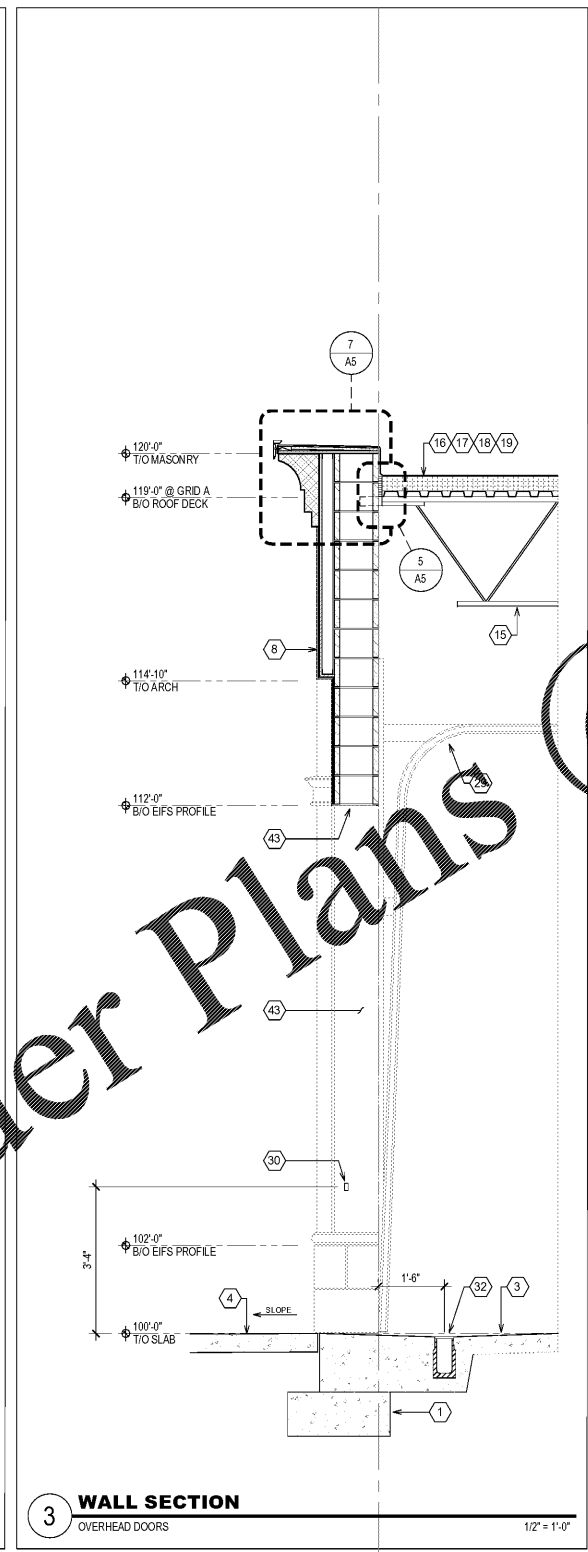 7
A5
120'-0"
T/O MASONRY
16 17 18 19
119'-0" @ GRID A
B/O ROOF DECK
5
A5
15
8
114'-10"
T/O ARCH
29
112'-0"
B/O EIFS PROFILE
43
Plans
43
30
3'-4"
102'-0"
B/O EIFS PROFILE
1'-6"
4
SLOPE
32
3
100'-0"
T/O SLAB
1
3
WALL SECTION
OVERHEAD DOORS
1/2" = 1'-0"